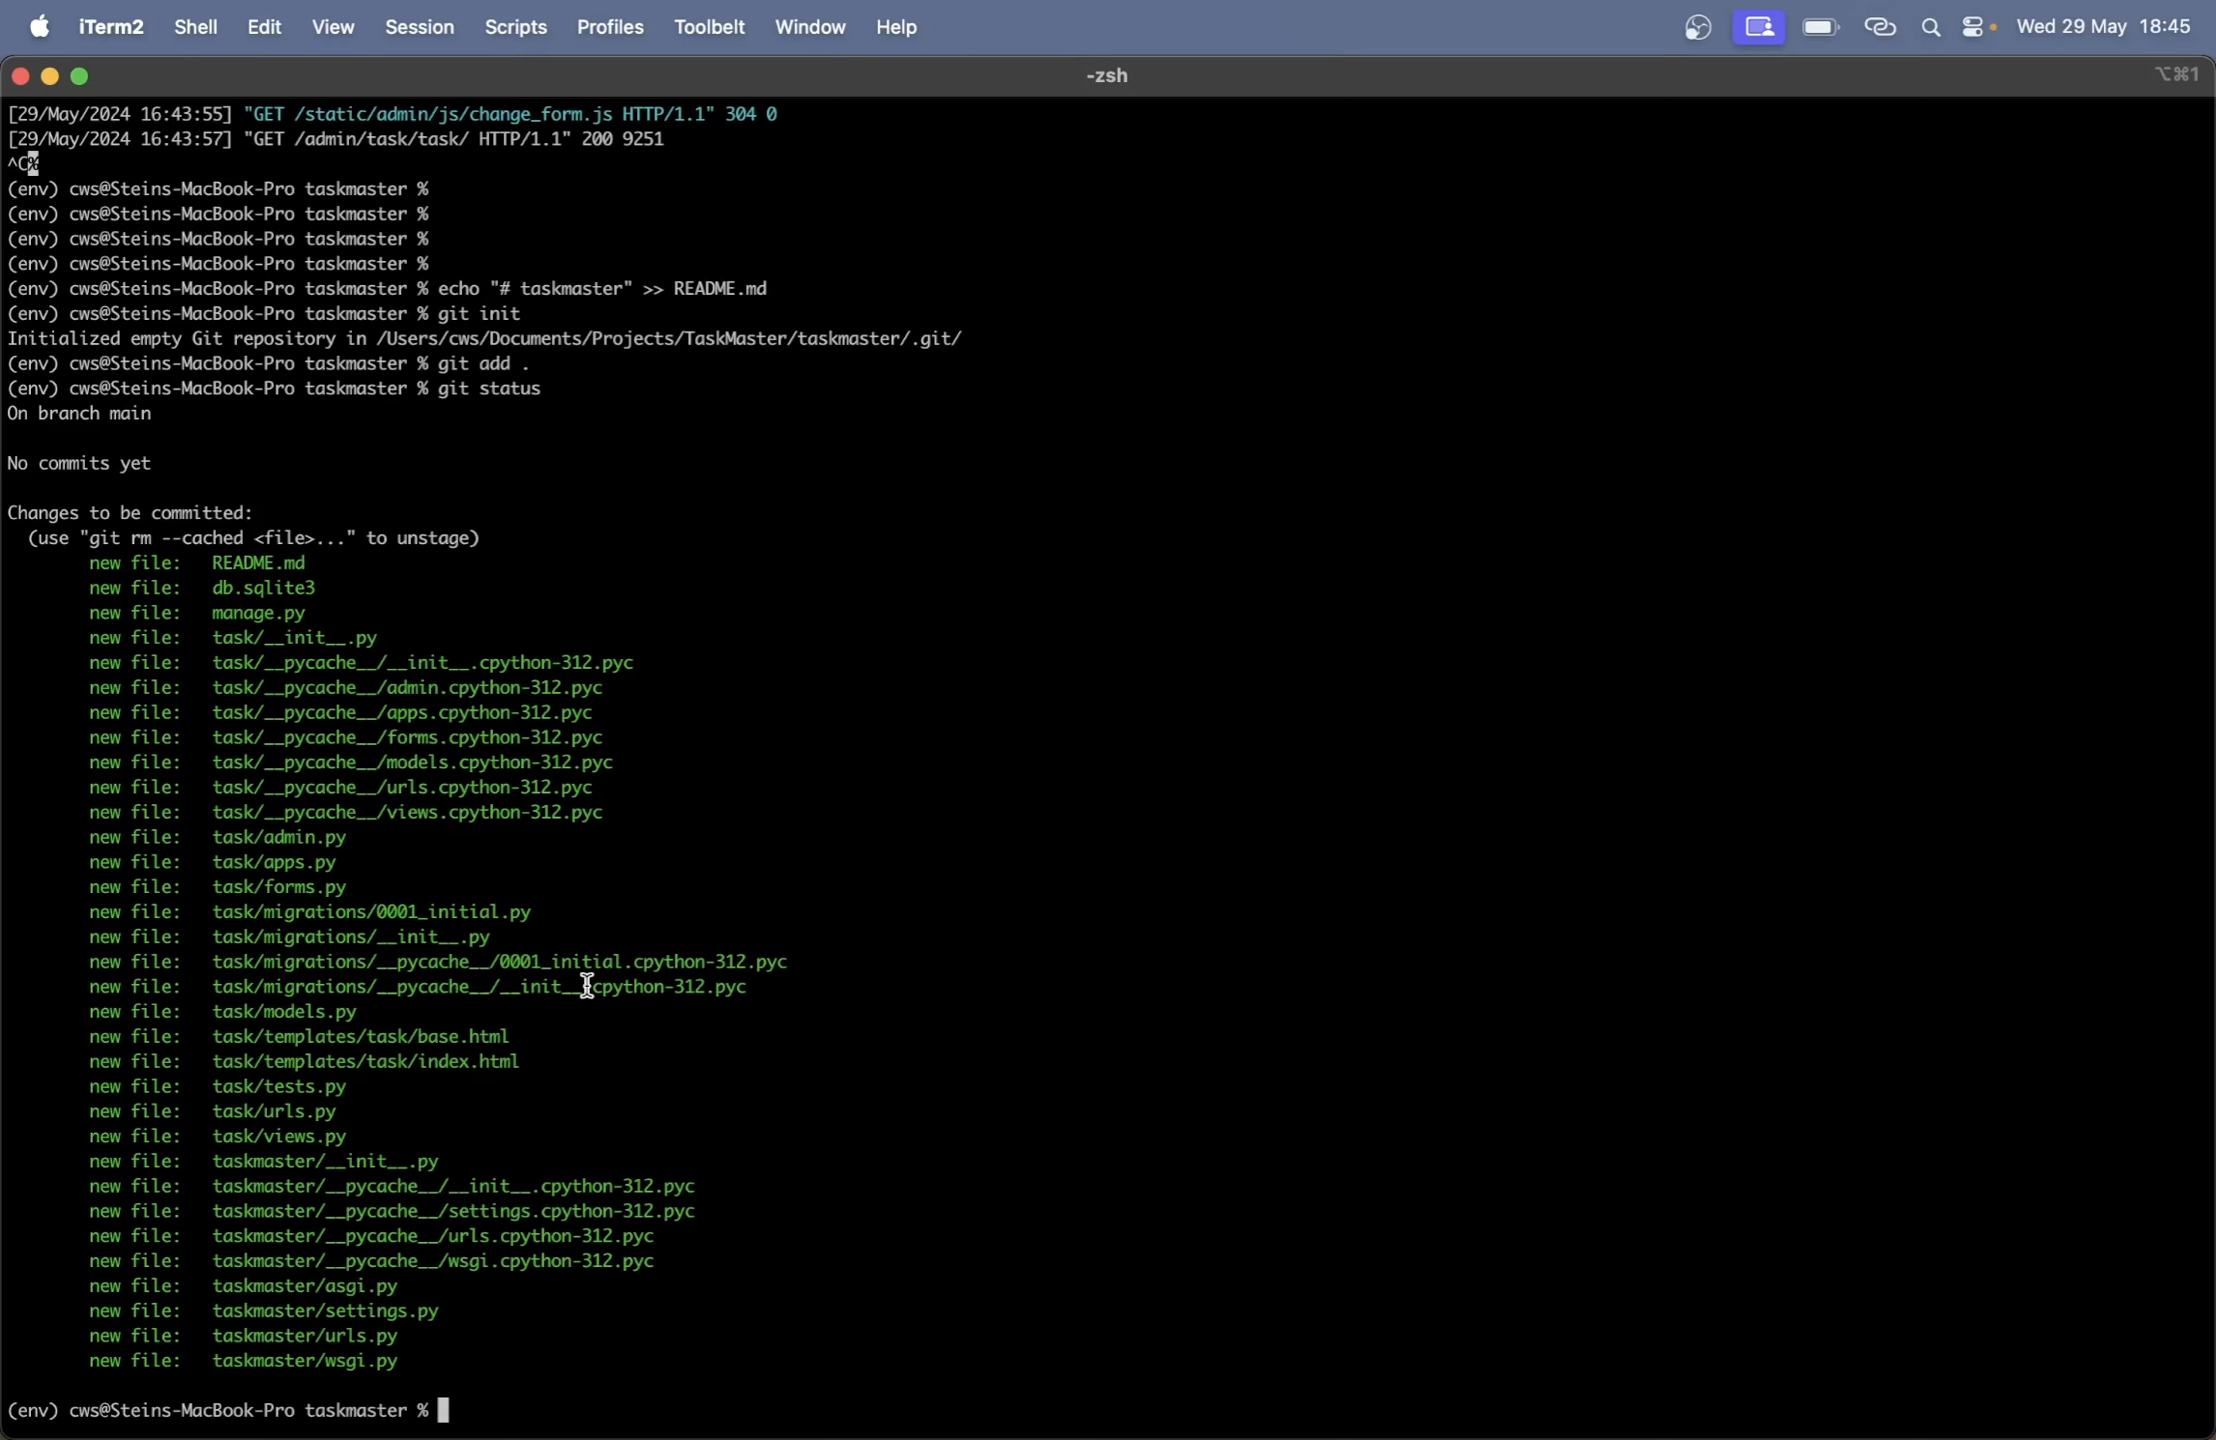 iTerm2 Shell Edit View Session Scripts Profiles Toolbelt Window Help Wed 29 May 18:45
-zsh ⌥⌘1
[29/May/2024 16:43:55] "GET /static/admin/js/change_form.js HTTP/1.1" 304 0
[29/May/2024 16:43:57] "GET /admin/task/task/ HTTP/1.1" 200 9251
^C%
(env) cws@Steins-MacBook-Pro taskmaster %
(env) cws@Steins-MacBook-Pro taskmaster %
(env) cws@Steins-MacBook-Pro taskmaster %
(env) cws@Steins-MacBook-Pro taskmaster %
(env) cws@Steins-MacBook-Pro taskmaster % echo "# taskmaster" >> README.md
(env) cws@Steins-MacBook-Pro taskmaster % git init
Initialized empty Git repository in /Users/cws/Documents/Projects/TaskMaster/taskmaster/.git/
(env) cws@Steins-MacBook-Pro taskmaster % git add .
(env) cws@Steins-MacBook-Pro taskmaster % git status
On branch main
No commits yet
Changes to be committed:
(use "git rm --cached <file>..." to unstage)
new file: README.md
new file: db.sqlite3
new file: manage.py
new file: task/__init__.py
new file: task/__pycache__/__init__.cpython-312.pyc
new file: task/__pycache__/admin.cpython-312.pyc
new file: task/__pycache__/apps.cpython-312.pyc
new file: task/__pycache__/forms.cpython-312.pyc
new file: task/__pycache__/models.cpython-312.pyc
new file: task/__pycache__/urls.cpython-312.pyc
new file: task/__pycache__/views.cpython-312.pyc
new file: task/admin.py
new file: task/apps.py
new file: task/forms.py
new file: task/migrations/0001_initial.py
new file: task/migrations/__init__.py
new file: task/migrations/__pycache__/0001_initial.cpython-312.pyc
new file: task/migrations/__pycache__/__init__.cpython-312.pyc
new file: task/models.py
new file: task/templates/task/base.html
new file: task/templates/task/index.html
new file: task/tests.py
new file: task/urls.py
new file: task/views.py
new file: taskmaster/__init__.py
new file: taskmaster/__pycache__/__init__.cpython-312.pyc
new file: taskmaster/__pycache__/settings.cpython-312.pyc
new file: taskmaster/__pycache__/urls.cpython-312.pyc
new file: taskmaster/__pycache__/wsgi.cpython-312.pyc
new file: taskmaster/asgi.py
new file: taskmaster/settings.py
new file: taskmaster/urls.py
new file: taskmaster/wsgi.py
(env) cws@Steins-MacBook-Pro taskmaster %